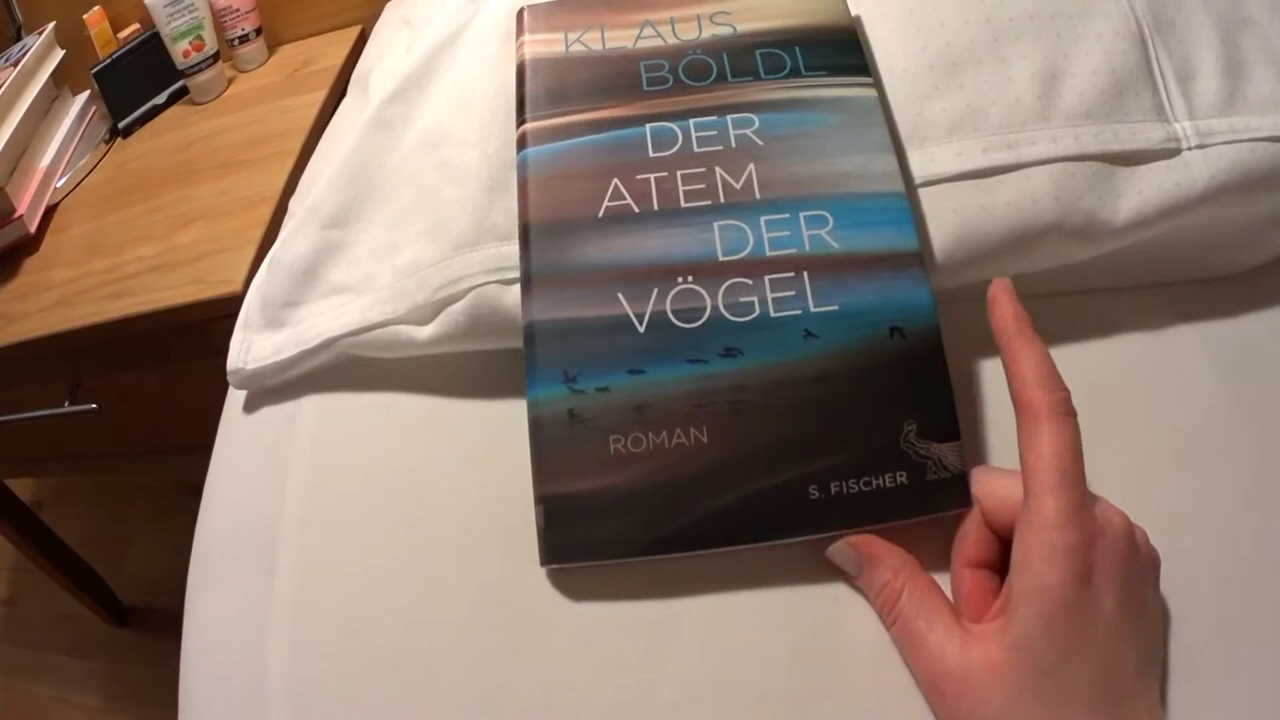 KLAUS
BÖLDL
DER
ATEM
DER
VÖGEL
ROMAN
S. FISCHER